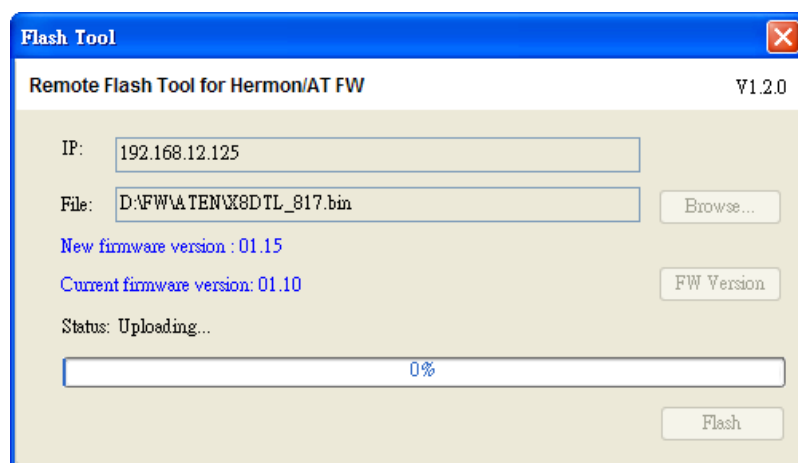 Flash Tool
Remote Flash Tool for Hermon/AT FW V1.2.0
IP: 192.168.12.125
File: D:\FW\ATEN\X8DTL_817.bin Browse...
New firmware version : 01.15
Current firmware version: 01.10 FW Version
Status: Uploading...
0%
Flash